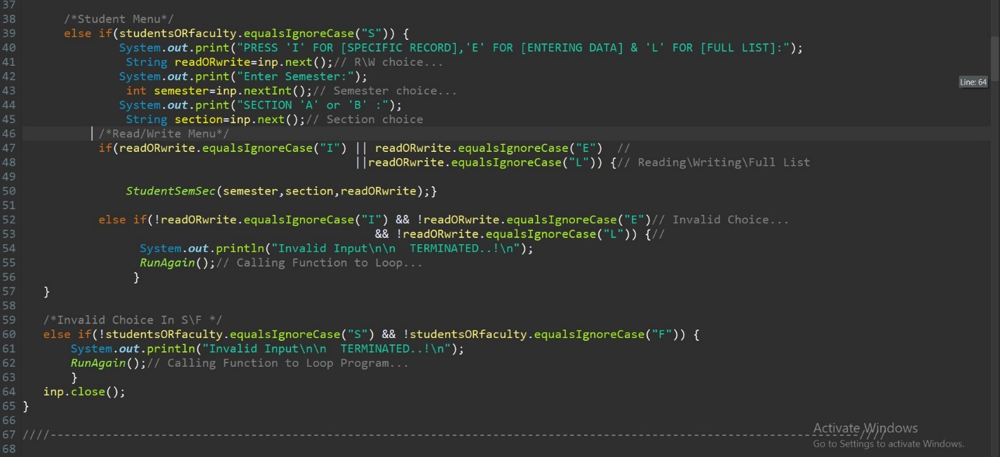 37
38 /*Student Menu*/
39 else if(studentsORfaculty.equalsIgnoreCase("S")) {
40 System.out.print("PRESS 'I' FOR [SPECIFIC RECORD],'E' FOR [ENTERING DATA] & 'L' FOR [FULL LIST]:");
41 String readORwrite=inp.next();// R\W choice...
42 System.out.print("Enter Semester:");
43 int semester=inp.nextInt();// Semester choice...
Line: 64
44 System.out.print("SECTION 'A' or 'B' :");
45 String section=inp.next();// Section choice
46 /*Read/Write Menu*/
47 if(readORwrite.equalsIgnoreCase("I") || readORwrite.equalsIgnoreCase("E") //
48 ||readORwrite.equalsIgnoreCase("L")) {// Reading\Writing\Full List
49
50 StudentSemSec(semester,section,readORwrite);}
51
52 else if(!readORwrite.equalsIgnoreCase("I") && !readORwrite.equalsIgnoreCase("E")// Invalid Choice...
53 && !readORwrite.equalsIgnoreCase("L")) {//
54 System.out.println("Invalid Input\n\n  TERMINATED..!\n");
55 RunAgain();// Calling Function to Loop...
56 }
57 }
58
59 /*Invalid Choice In S\F */
60 else if(!studentsORfaculty.equalsIgnoreCase("S") && !studentsORfaculty.equalsIgnoreCase("F")) {
61 System.out.println("Invalid Input\n\n  TERMINATED..!\n");
62 RunAgain();// Calling Function to Loop Program...
63 }
64 inp.close();
65 }
66
67 ////---------------------------------------------------------------------------------------------------------------------////
68
Activate Windows
Go to Settings to activate Windows.